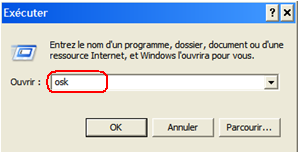 Exécuter
Entrez le nom d'un programme, dossier, document ou d'une
ressource Internet, et Windows l'ouvrira pour vous.
Ouvrir : osk
OK Annuler Parcourir...